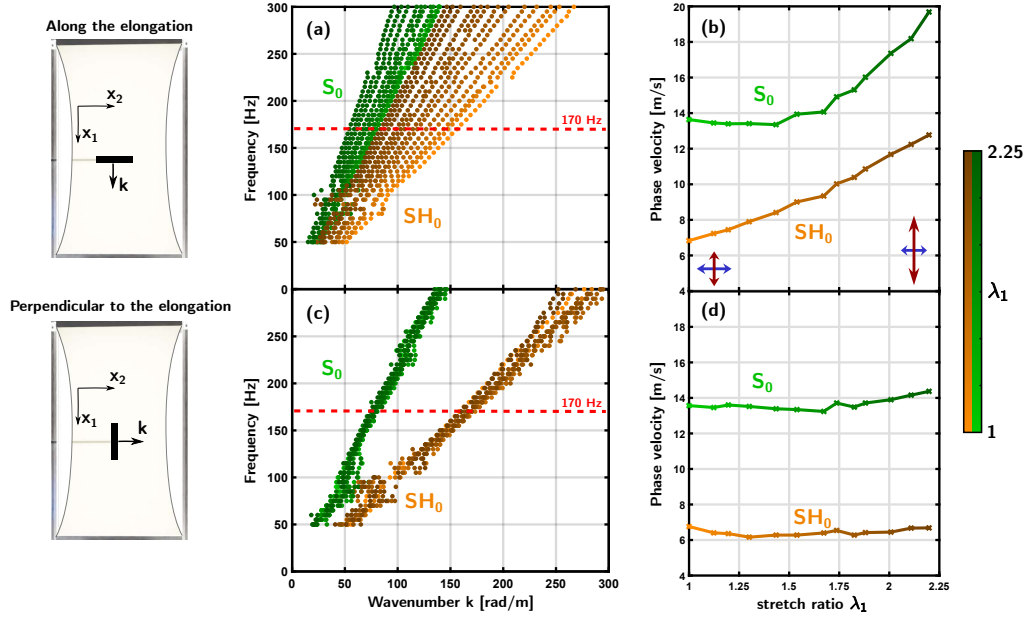 Along the elongation
x₂
x₁
k
Perpendicular to the elongation
x₂
x₁
k
(a)
S₀
170 Hz
SH₀
Frequency [Hz]
300
250
200
150
100
50
0
(c)
S₀
170 Hz
SH₀
Frequency [Hz]
250
200
150
100
50
0
0 50 100 150 200 250 300
Wavenumber k [rad/m]
(b)
S₀
SH₀
Phase velocity [m/s]
20
18
16
14
12
10
8
6
4
(d)
S₀
SH₀
Phase velocity [m/s]
18
16
14
12
10
8
6
4
1 1.25 1.5 1.75 2 2.25
stretch ratio λ₁
2.25
λ₁
1